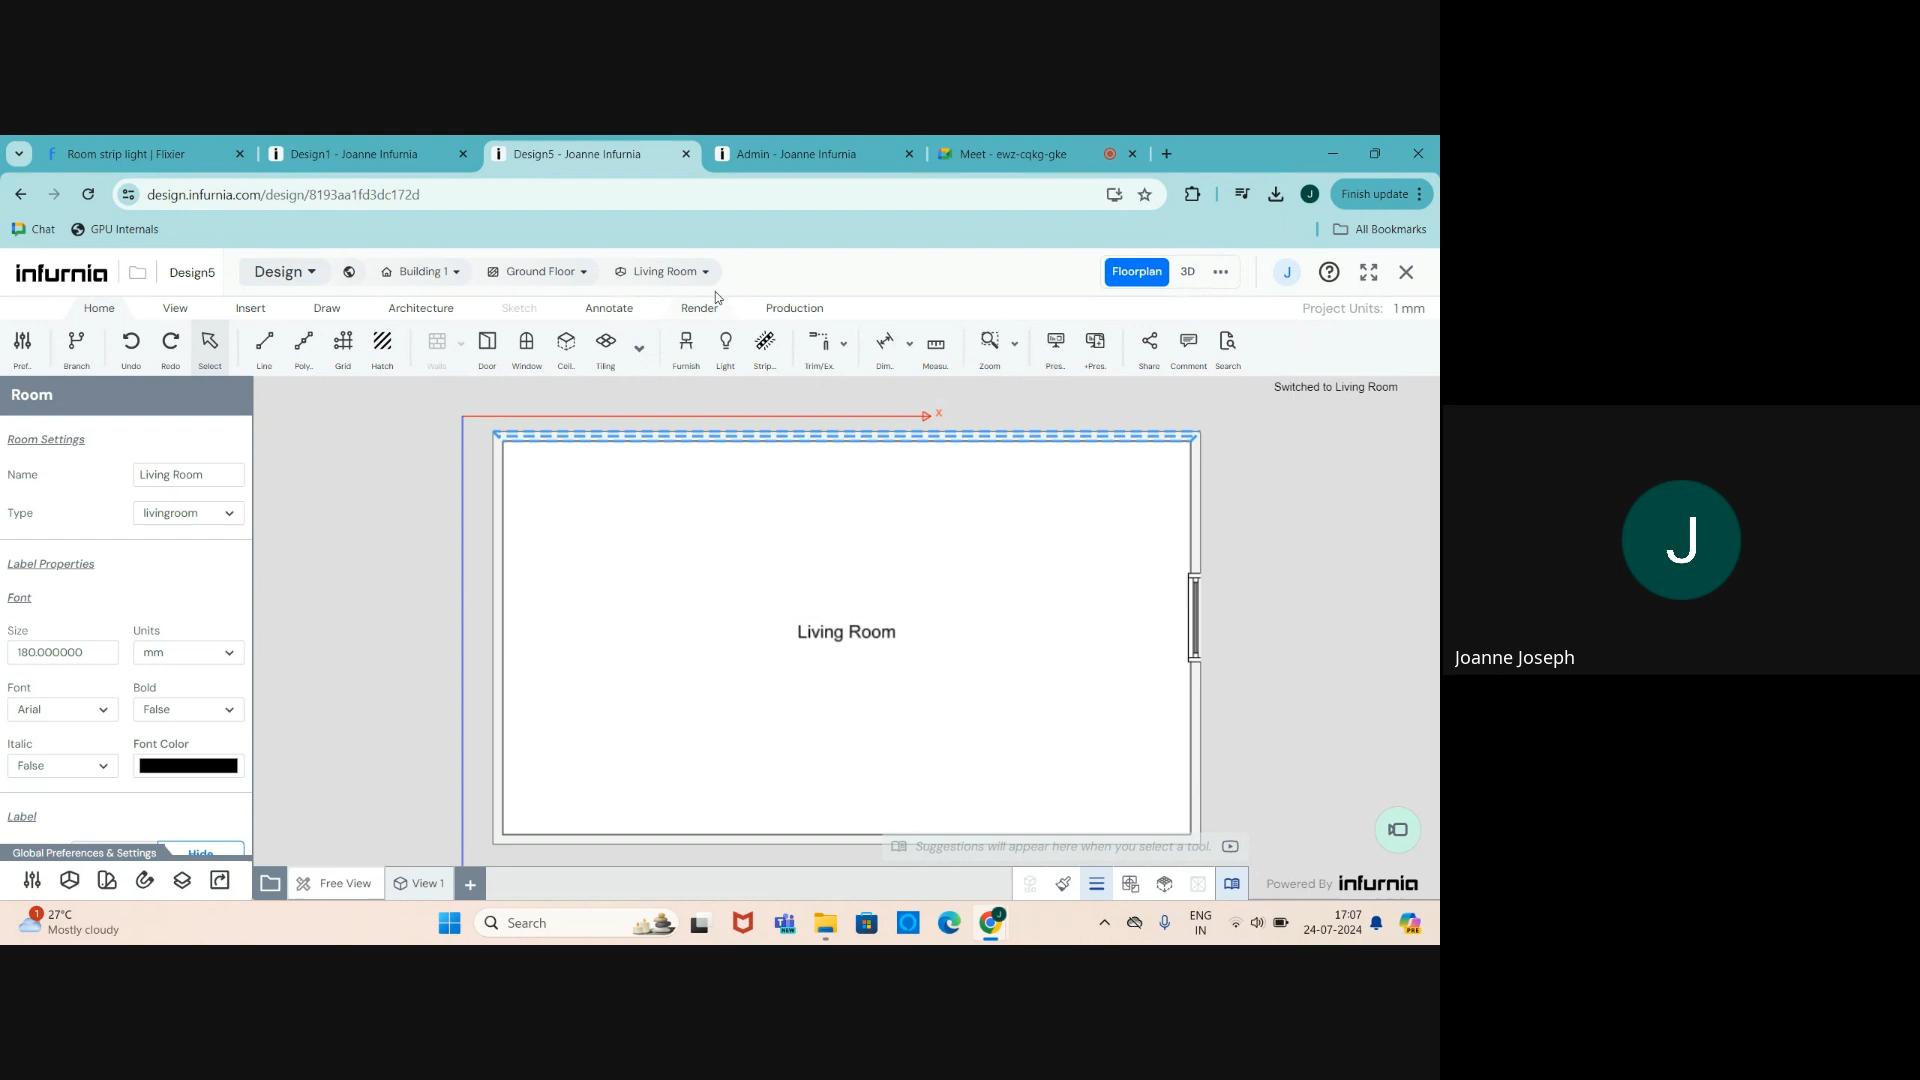 Room strip light | Flixier
Design1 - Joanne Infurnia
Design5 - Joanne Infurnia
Admin - Joanne Infurnia
Meet - ewz-cqkg-gke
design.infurnia.com/design/8193aa1fd3dc172d
J
Finish update
Chat
GPU Internals
All Bookmarks
infurnia
Design5
Design
Building 1
Ground Floor
Living Room
Floorplan
3D
J
Home
View
Insert
Draw
Architecture
Sketch
Annotate
Render
Production
Project Units: 1 mm
Pref..
Branch
Undo
Redo
Select
Line
Poly..
Grid
Hatch
Walls
Door
Window
Ceil..
Tiling
Furnish
Light
Strip..
Trim/Ex.
Dim..
Measu.
Zoom
Pres..
+Pres.
Share
Comment
Search
Room
Switched to Living Room
X
Room Settings
Name
Living Room
Type
livingroom
Label Properties
Font
Size
Units
180.000000
mm
Font
Bold
Arial
False
Italic
Font Color
False
Label
Hide
Global Preferences & Settings
Living Room
Suggestions will appear here when you select a tool.
Free View
View 1
Powered By infurnia
1
27°C
Mostly cloudy
Search
NEW
J
ENG
IN
17:07
24-07-2024
PRE
J
Joanne Joseph